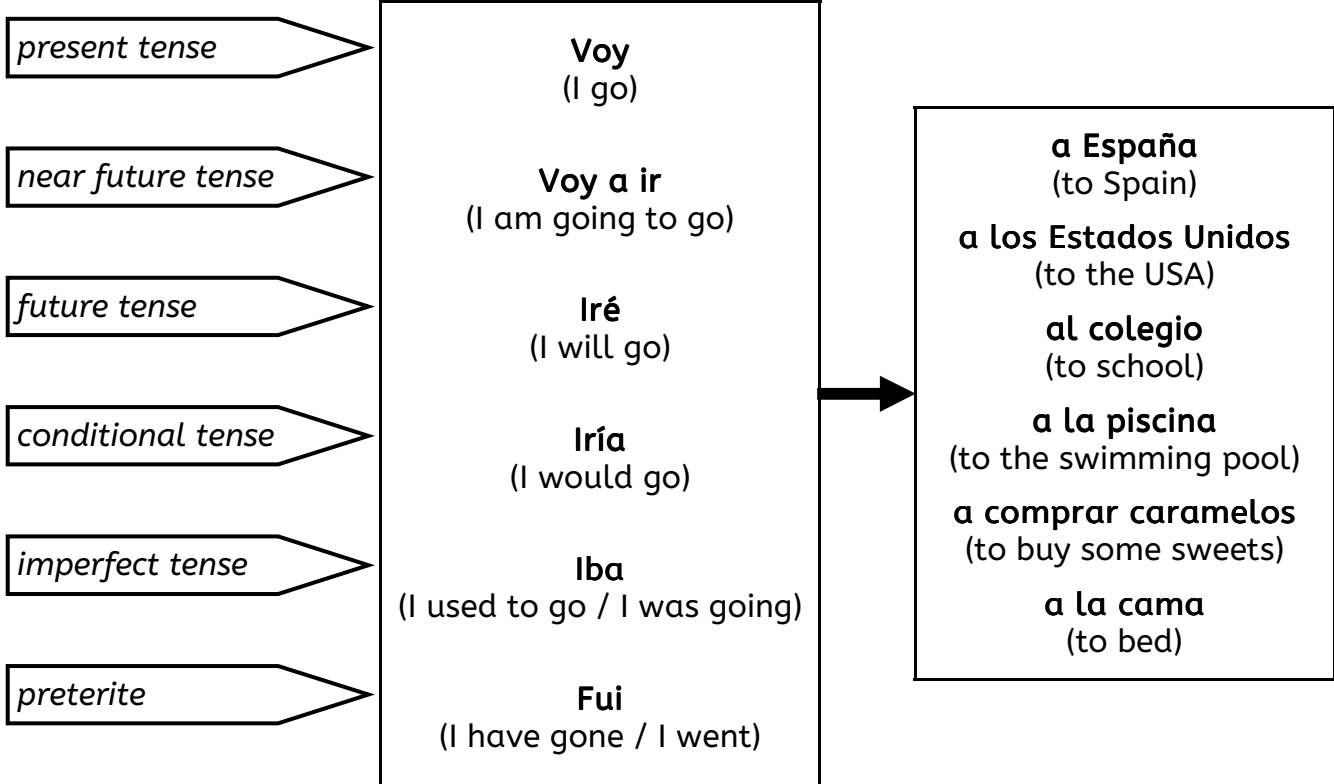 present tense
near future tense
future tense
conditional tense
imperfect tense
preterite
Voy
(I go)
Voy a ir
(I am going to go)
Iré
(I will go)
Iría
(I would go)
Iba
(I used to go / I was going)
Fui
(I have gone / I went)
a España
(to Spain)
a los Estados Unidos
(to the USA)
al colegio
(to school)
a la piscina
(to the swimming pool)
a comprar caramelos
(to buy some sweets)
a la cama
(to bed)